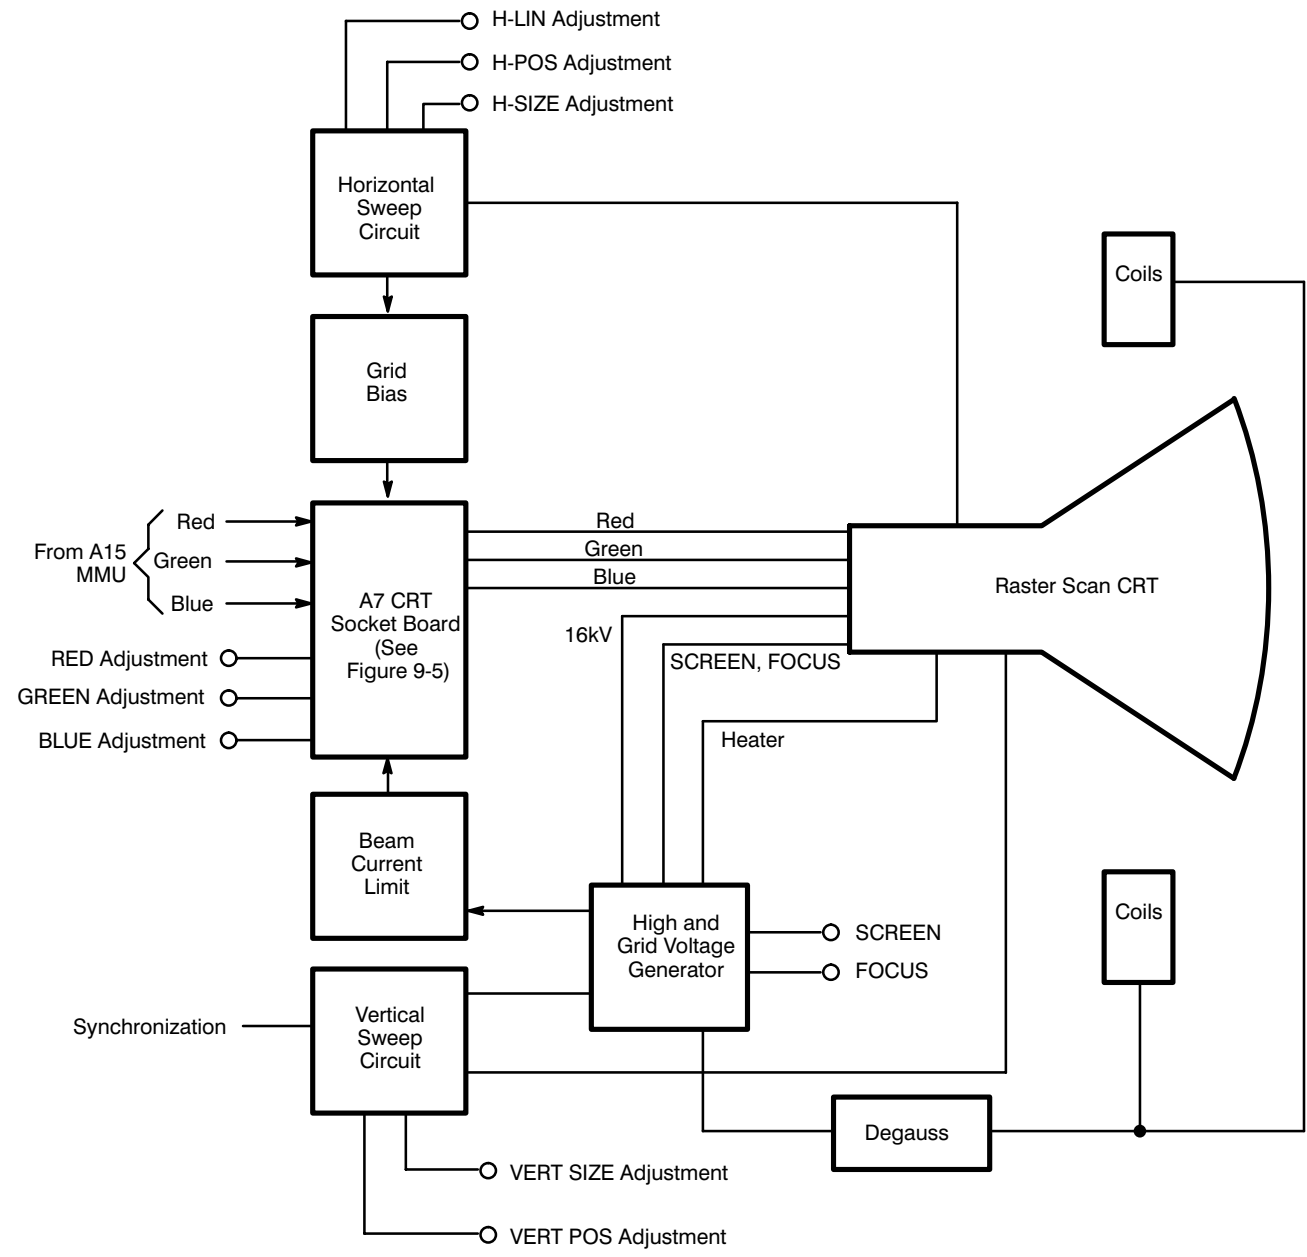 H-LIN Adjustment
H-POS Adjustment
H-SIZE Adjustment
Horizontal
Sweep
Circuit
Coils
Grid
Bias
From A15
MMU
Red
Green
Blue
RED Adjustment
GREEN Adjustment
BLUE Adjustment
A7 CRT
Socket Board
(See
Figure 9-5)
Red
Green
Blue
16kV
SCREEN, FOCUS
Heater
Raster Scan CRT
Beam
Current
Limit
High and
Grid Voltage
Generator
SCREEN
FOCUS
Coils
Synchronization
Vertical
Sweep
Circuit
Degauss
VERT SIZE Adjustment
VERT POS Adjustment